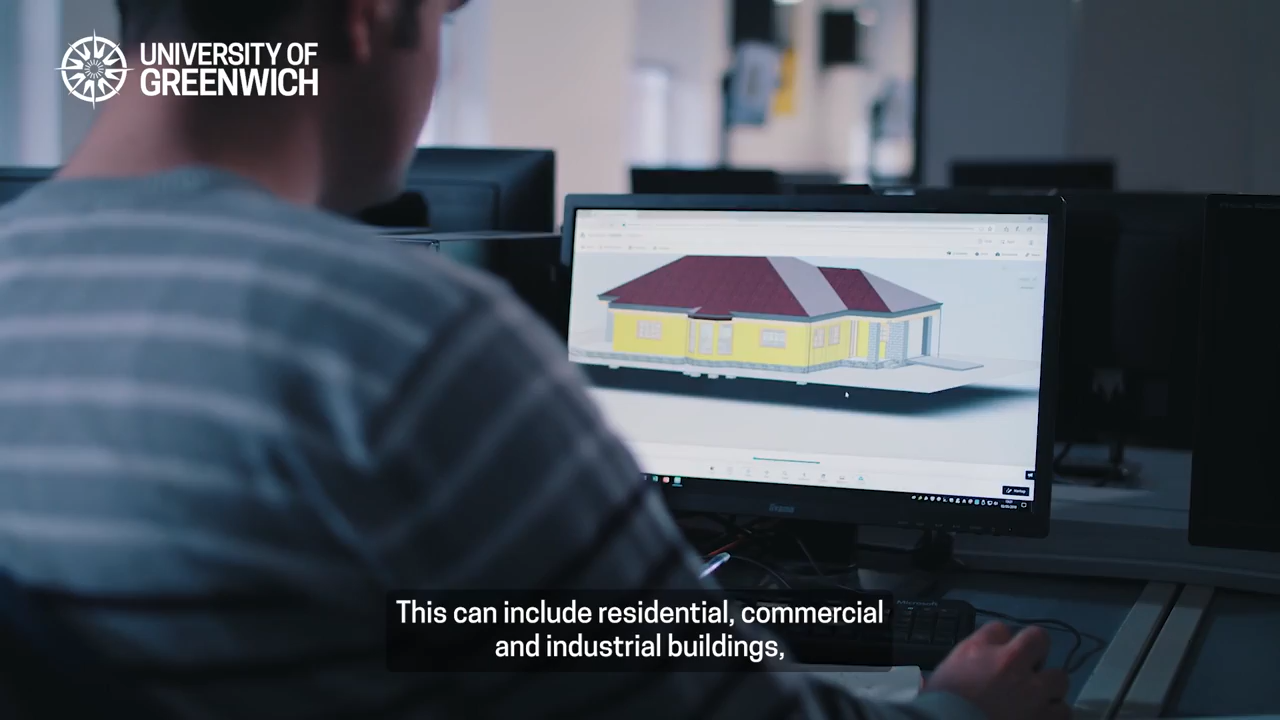 UNIVERSITY OF
GREENWICH
This can include residential, commercial
and industrial buildings,